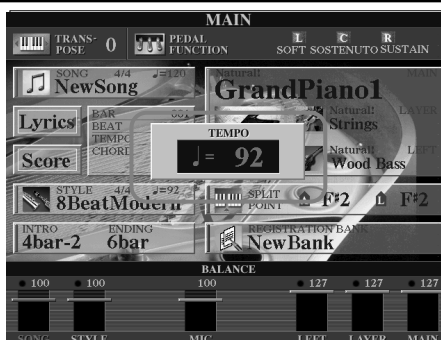 MAIN
TRANS-
POSE 0
PEDAL
FUNCTION
L C R
SOFT SOSTENUTO SUSTAIN
SONG 4/4 ♩=120
NewSong
Natural! MAIN
GrandPiano1
Lyrics
BAR 001
BEAT
TEMPO
CHORD
Score
TEMPO
♩= 92
Natural! LAYER
Strings
Natural! LEFT
Wood Bass
STYLE 4/4 ♩=92
8BeatModern
SPLIT
POINT
A F♯2 L F♯2
INTRO ENDING
4bar-2 6bar
REGISTRATION BANK
NewBank
BALANCE
100 100 100 127 127 127
SONG STYLE MIC LEFT LAYER MAIN